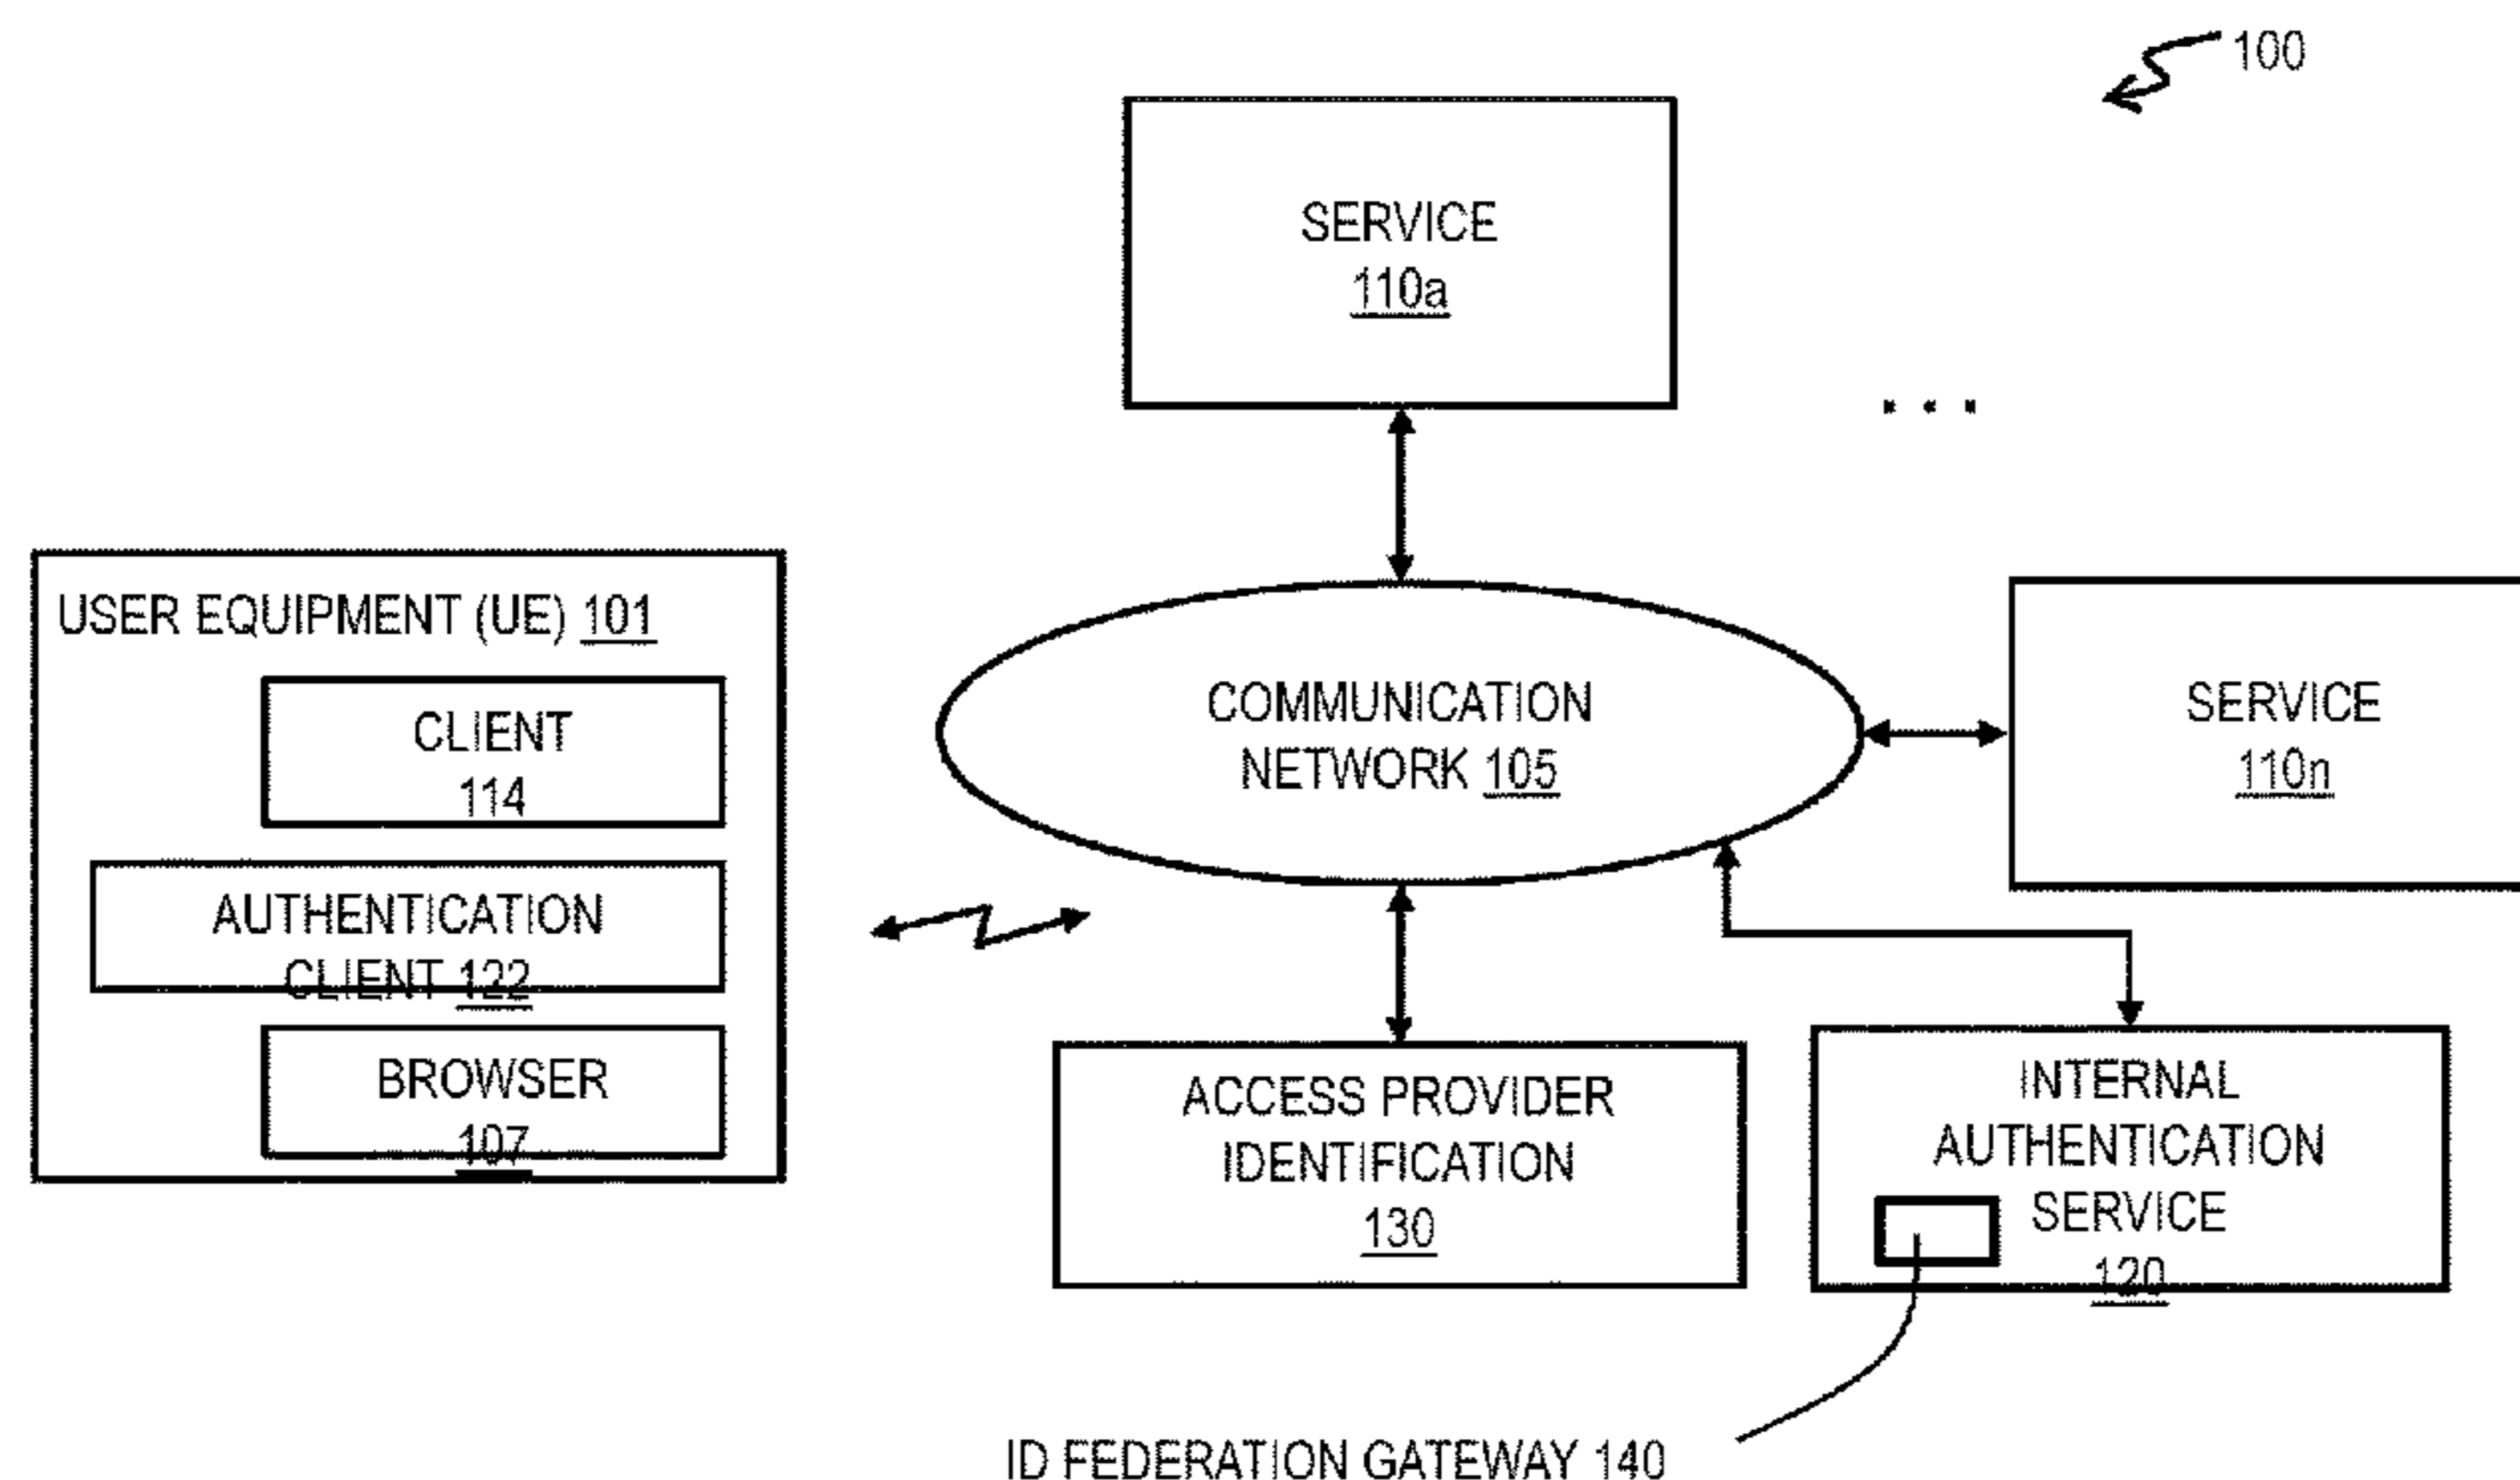 100
SERVICE
110a
. . .
USER EQUIPMENT (UE) 101
CLIENT
114
AUTHENTICATION
CLIENT 122
BROWSER
107
COMMUNICATION
NETWORK 105
SERVICE
110n
ACCESS PROVIDER
IDENTIFICATION
130
INTERNAL
AUTHENTICATION
SERVICE
120
ID FEDERATION GATEWAY 140